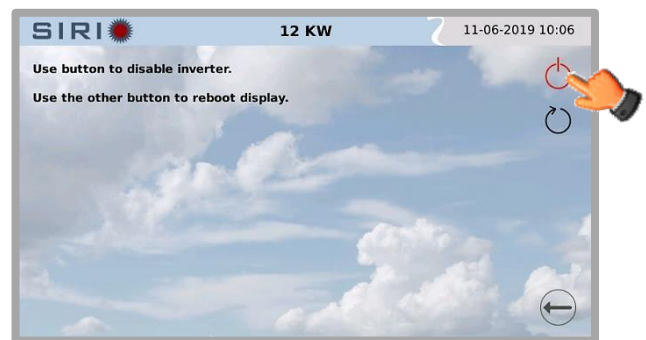 SIRIO
12 KW
11-06-2019 10:06
Use button to disable inverter.
Use the other button to reboot display.